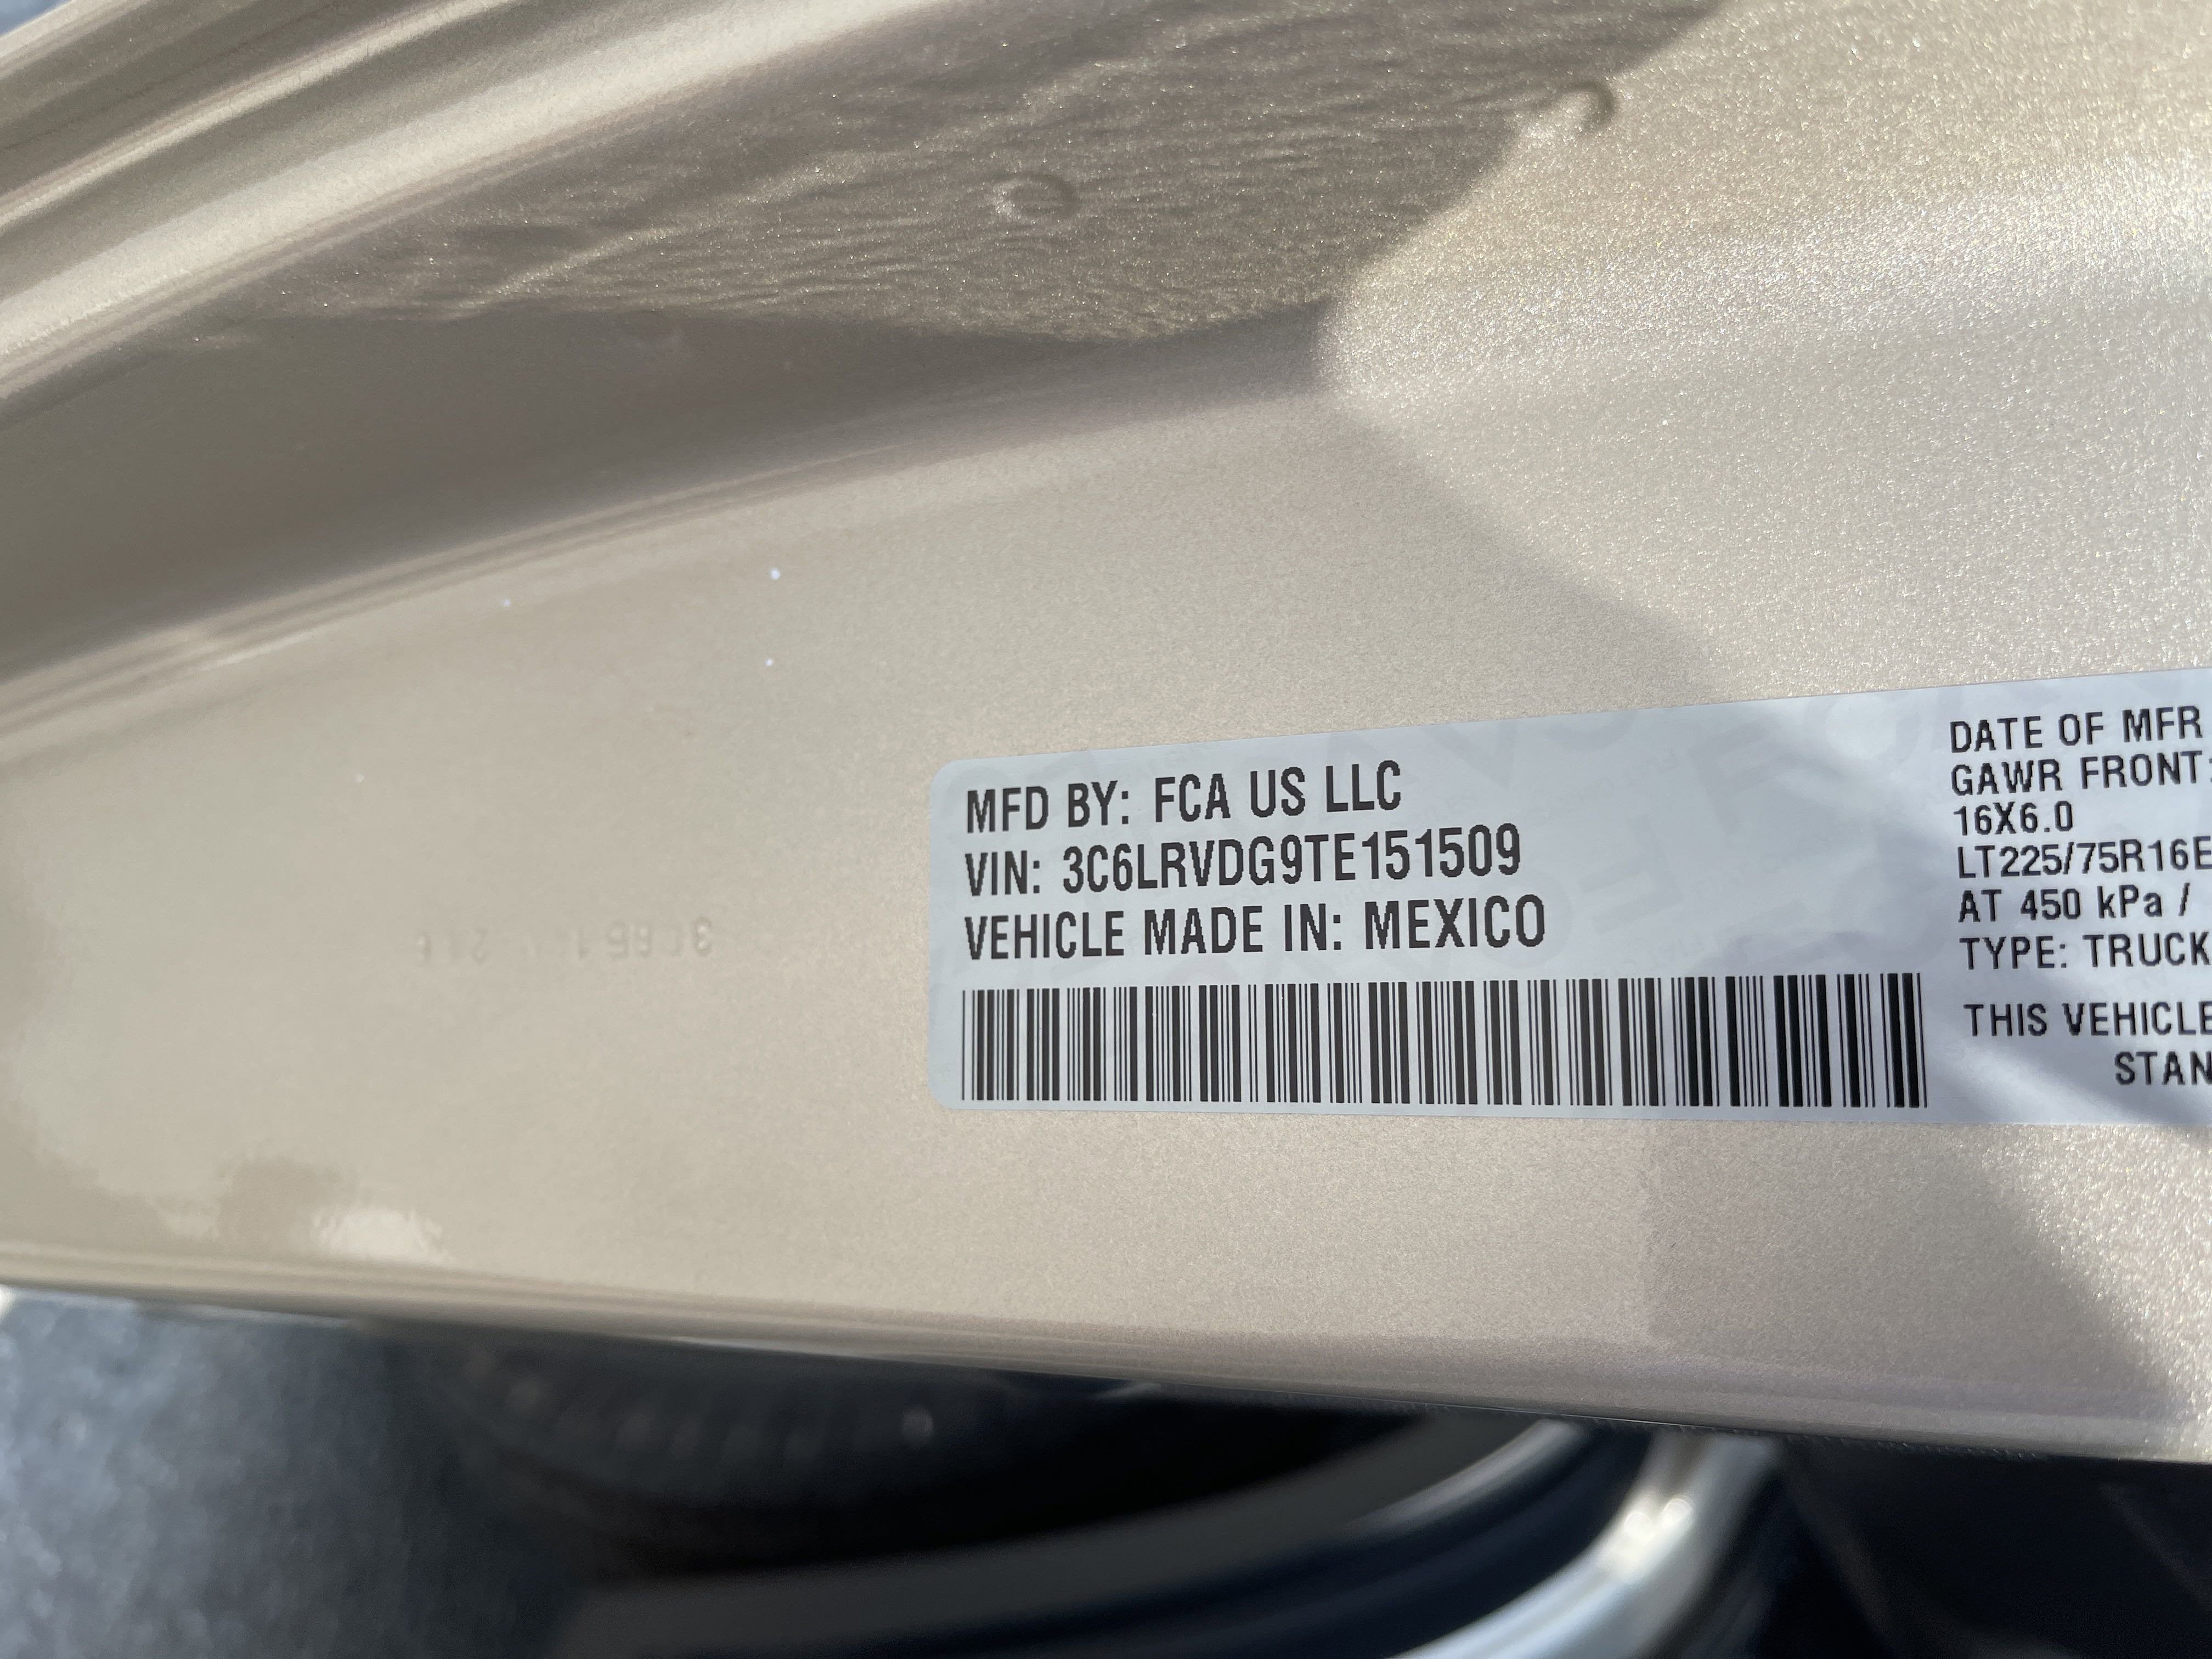 MFD BY: FCA US LLC
VIN: 3C6LRVDG9TE151509
VEHICLE MADE IN: MEXICO
DATE OF MFR
GAWR FRONT:
16X6.0
LT225/75R16E
AT 450 kPa /
TYPE: TRUCK
THIS VEHICLE